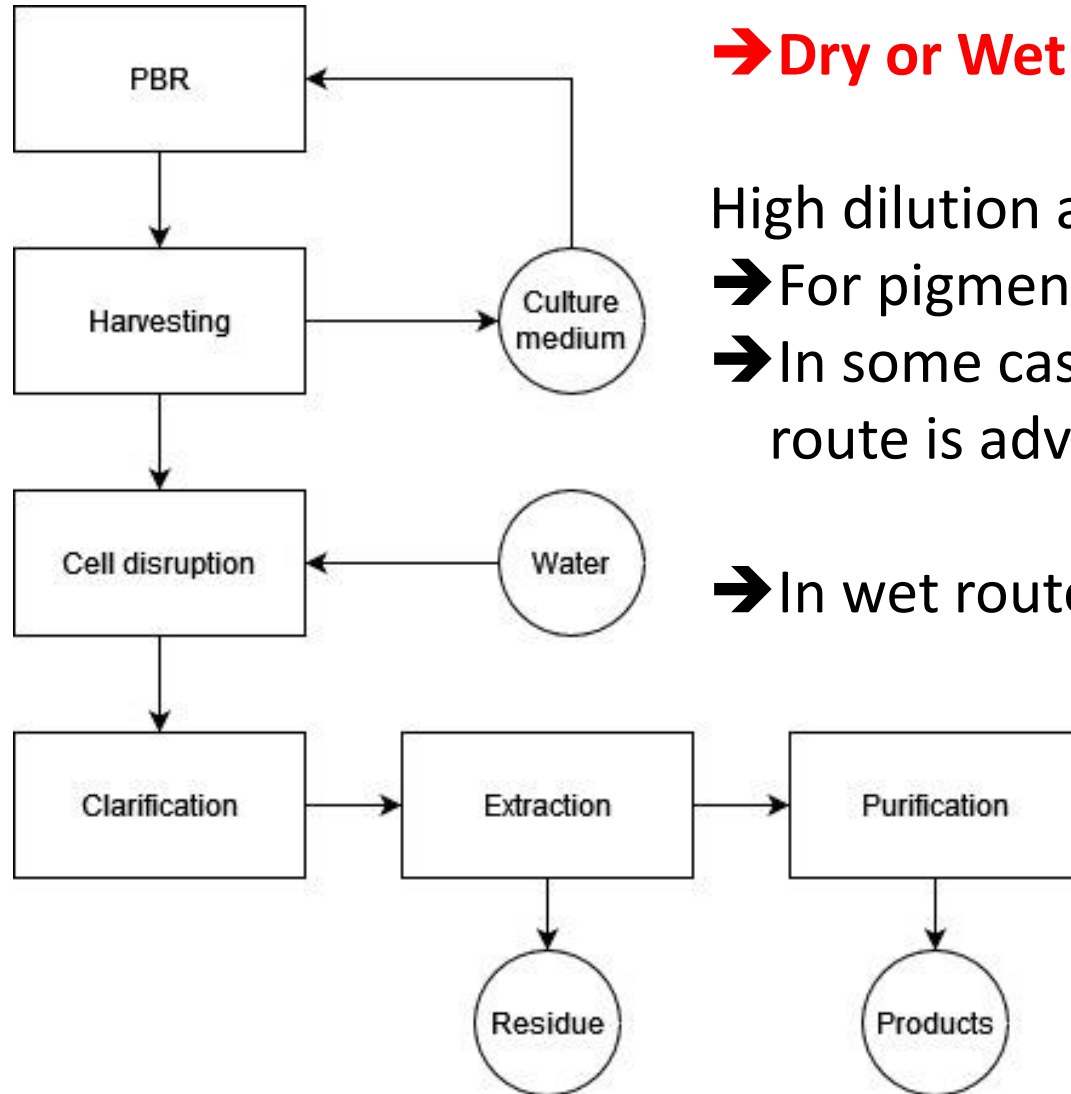 PBR
Harvesting
Culture
medium
Cell disruption
Water
Clarification
Extraction
Purification
Residue
Products
➔Dry or Wet
High dilution a
➔For pigmen
➔In some cas
route is adv
➔In wet route